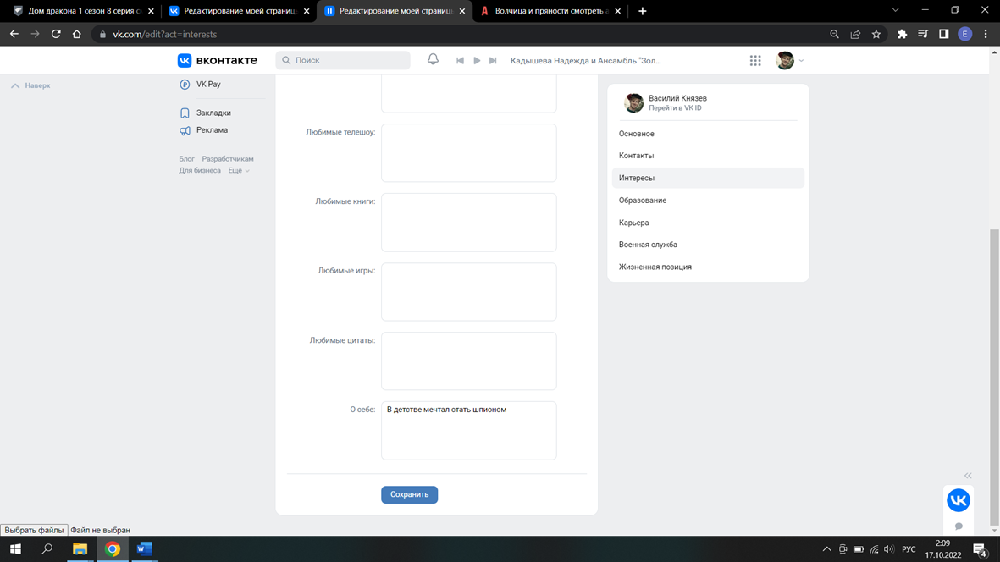 Дом дракона 1 сезон 8 серия с
Редактирование моей страниц
Редактирование моей страниц
Волчица и пряности смотреть а
vk.com/edit?act=interests
E
вконтакте
Поиск
Кадышева Надежда и Ансамбль "Зол...
Наверх
VK Pay
Закладки
Реклама
Блог Разработчикам
Для бизнеса Ещё
Любимые телешоу:
Любимые книги:
Любимые игры:
Любимые цитаты:
О себе:
В детстве мечтал стать шпионом
Сохранить
Василий Князев
Перейти в VK ID
Основное
Контакты
Интересы
Образование
Карьера
Военная служба
Жизненная позиция
Выбрать файлы Файл не выбран
РУС
2:09
17.10.2022
4